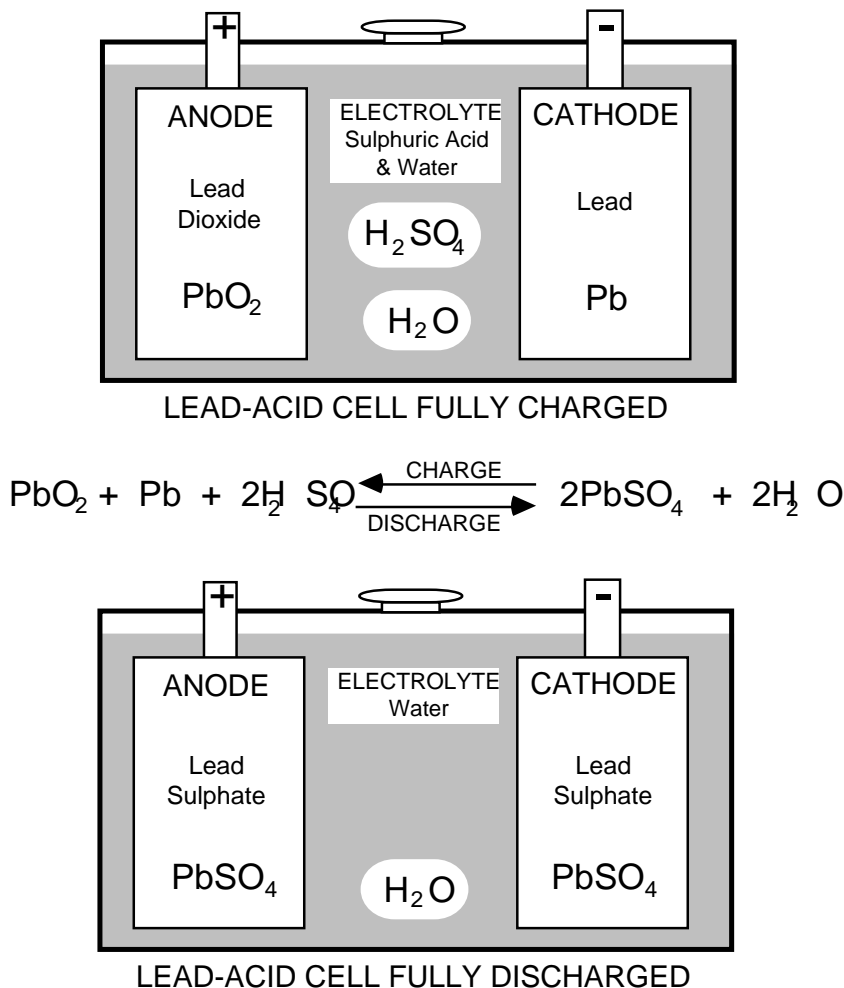 + -
ANODE ELECTROLYTE CATHODE
Sulphuric Acid
& Water
Lead
Dioxide
Lead
H₂SO₄
PbO₂
Pb
H₂O
LEAD-ACID CELL FULLY CHARGED
CHARGE
PbO₂ + Pb + 2H₂ SO₄ 2PbSO₄ + 2H₂ O
DISCHARGE
+ -
ANODE ELECTROLYTE CATHODE
Water
Lead
Sulphate
Lead
Sulphate
PbSO₄ H₂O PbSO₄
LEAD-ACID CELL FULLY DISCHARGED